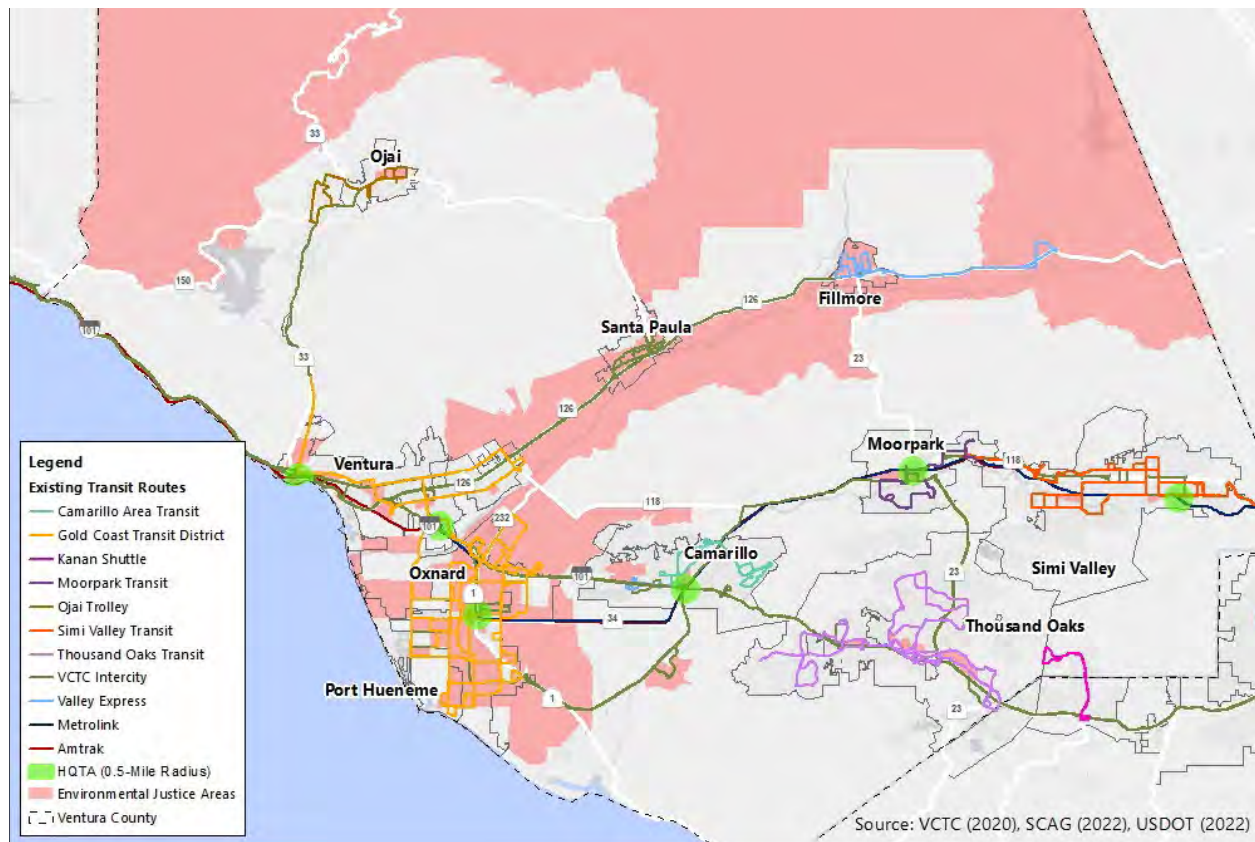 33
Ojai
150
126
Fillmore
Santa Paula
101
23
33
126
Moorpark
118
Ventura
126
118
232
101
Camarillo
101
Oxnard
Simi Valley
1
23
34
Thousand Oaks
Port Hueneme
1
23
Legend
Existing Transit Routes
Camarillo Area Transit
Gold Coast Transit District
Kanan Shuttle
Moorpark Transit
Ojai Trolley
Simi Valley Transit
Thousand Oaks Transit
VCTC Intercity
Valley Express
Metrolink
Amtrak
HQTA (0.5-Mile Radius)
Environmental Justice Areas
Ventura County
Source: VCTC (2020), SCAG (2022), USDOT (2022)